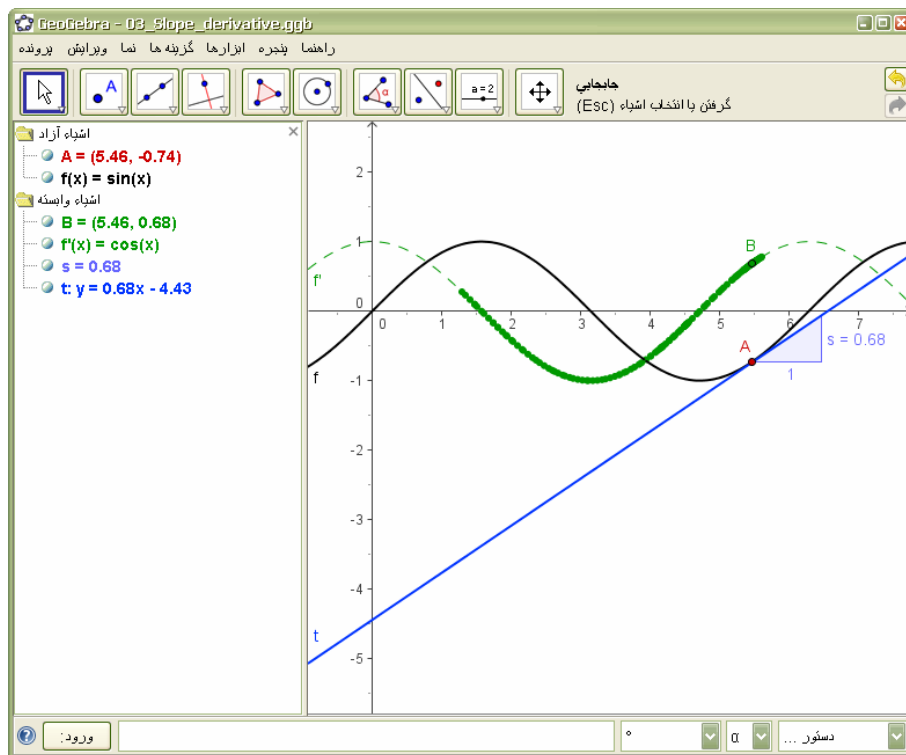 GeoGebra - 03_Slope_derivative.ggb
پرونده ویرایش نما گزینه ها ابزارها پنجره راهنما
A
α
a = 2
جابجایي
گرفتن یا انتخاب اشیاء (Esc)
اشیاء آزاد
A = (5.46, -0.74)
f(x) = sin(x)
اشیاء وابسته
B = (5.46, 0.68)
f'(x) = cos(x)
s = 0.68
t: y = 0.68x - 4.43
2
1
0
-1
-2
-3
-4
-5
0 1 2 3 4 5 7
f'
f
B
A
s = 0.68
1
t
ورود:
° α دستور ...